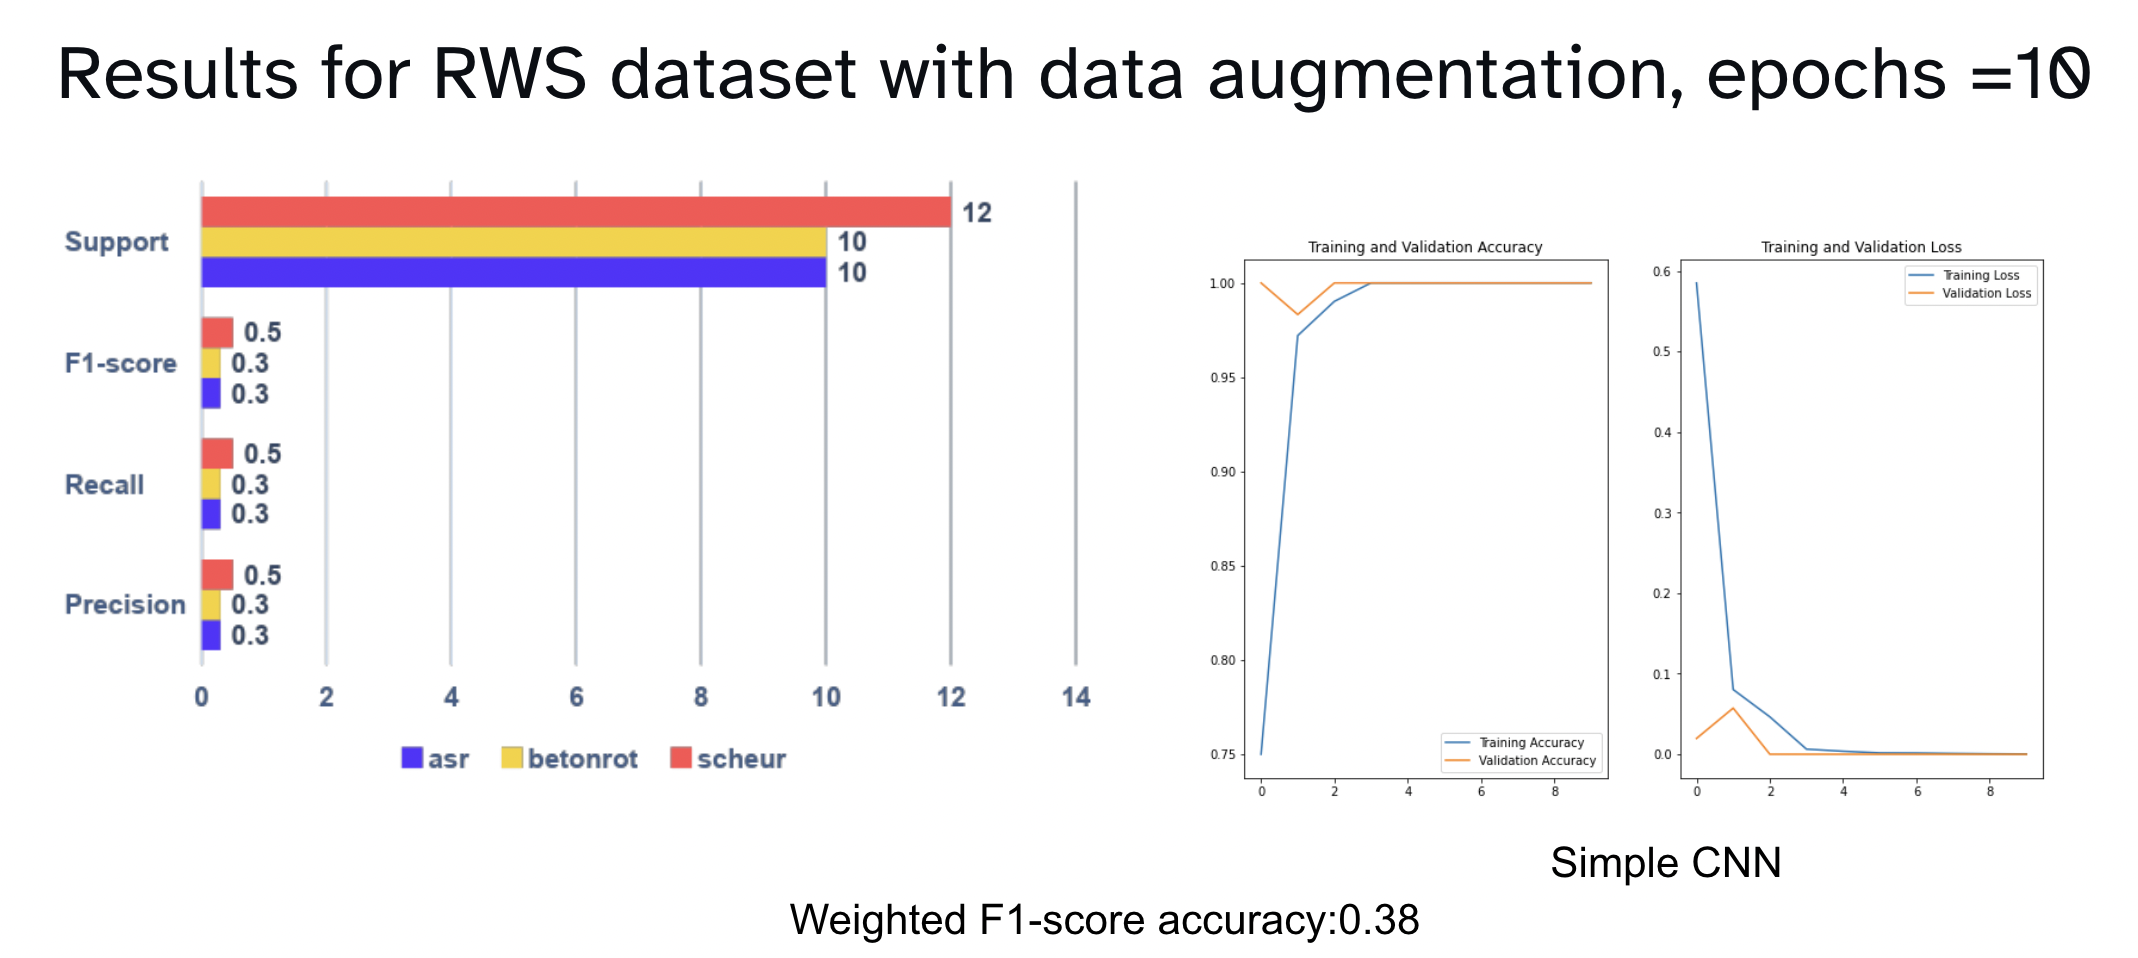 Results for RWS dataset with data augmentation, epochs =10
Support
12
10
10
F1-score
0.5
0.3
0.3
Recall
0.5
0.3
0.3
Precision
0.5
0.3
0.3
0 2 4 6 8 10 12 14
asr betonrot scheur
Training and Validation Accuracy
1.00
0.95
0.90
0.85
0.80
0.75
Training Accuracy
Validation Accuracy
0 2 4 6 8
Training and Validation Loss
0.6
0.5
0.4
0.3
0.2
0.1
0.0
Training Loss
Validation Loss
0 2 4 6 8
Simple CNN
Weighted F1-score accuracy:0.38